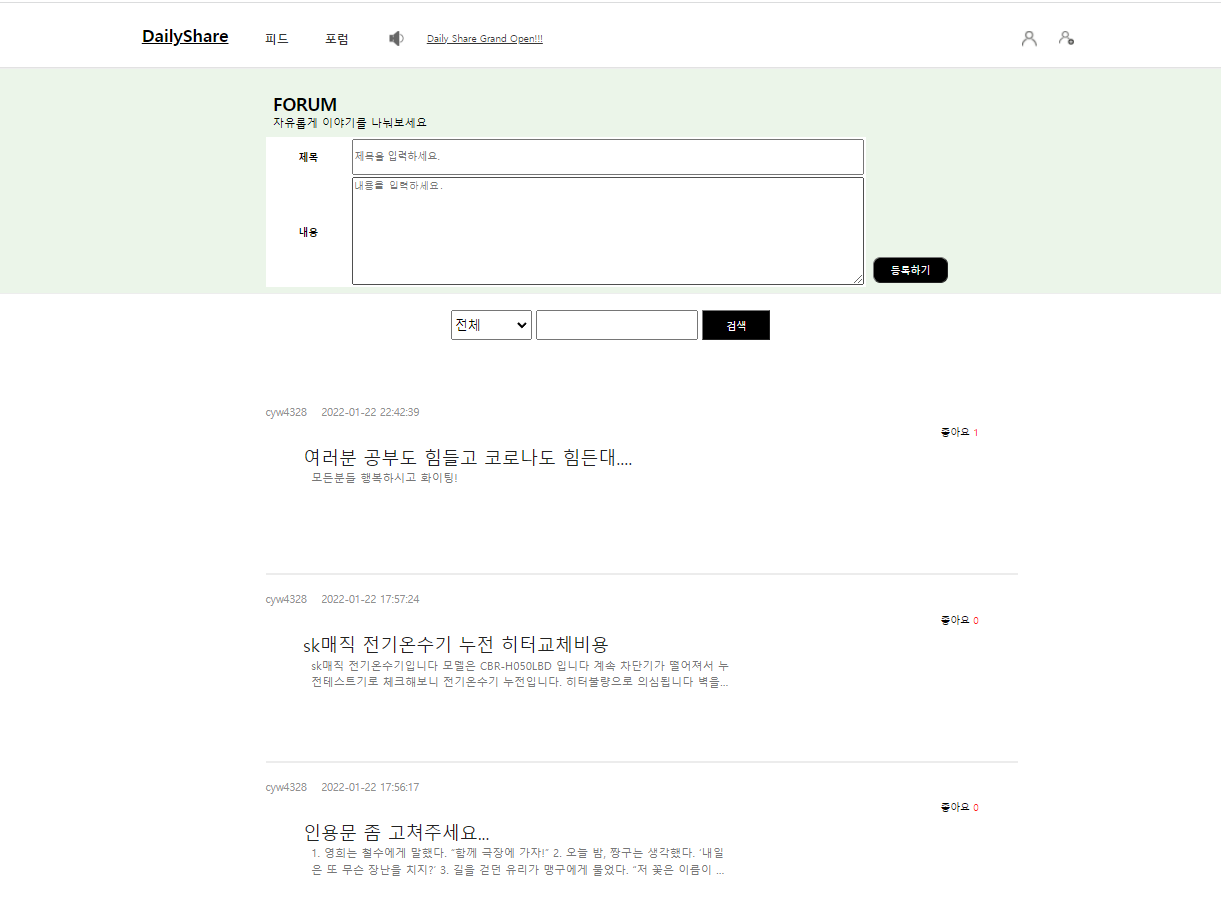 DailyShare 피드 포럼 Daily Share Grand Open!!!
FORUM
자유롭게 이야기를 나눠보세요
제목 제목을 입력하세요.
내용을 입력하세요.
내용
등록하기
전체 검색
cyw4328 2022-01-22 22:42:39
좋아요 1
여러분 공부도 힘들고 코로나도 힘든대....
모든분들 행복하시고 화이팅!
cyw4328 2022-01-22 17:57:24
좋아요 0
sk매직 전기온수기 누전 히터교체비용
sk매직 전기온수기입니다 모델은 CBR-H050LBD 입니다 계속 차단기가 떨어져서 누
전테스트기로 체크해보니 전기온수기 누전입니다. 히터불량으로 의심됩니다 벽을...
cyw4328 2022-01-22 17:56:17
좋아요 0
인용문 좀 고쳐주세요...
1. 영희는 철수에게 말했다. “함께 극장에 가자!” 2. 오늘 밤, 짱구는 생각했다. ‘내일
은 또 무슨 장난을 치지?’ 3. 길을 걷던 유리가 맹구에게 물었다. “저 꽃은 이름이 ...